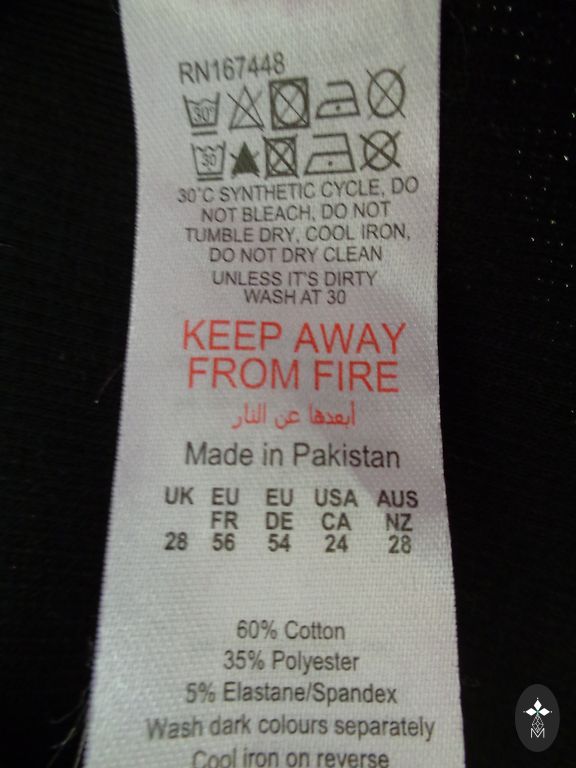 RN167448
30°
30
30°C SYNTHETIC CYCLE, DO
NOT BLEACH, DO NOT
TUMBLE DRY, COOL IRON,
DO NOT DRY CLEAN
UNLESS IT'S DIRTY
WASH AT 30
KEEP AWAY
FROM FIRE
أبعدها عن النار
Made in Pakistan
UK EU EU USA AUS
FR DE CA NZ
28 56 54 24 28
60% Cotton
35% Polyester
5% Elastane/Spandex
Wash dark colours separately
Cool iron on reverse
M